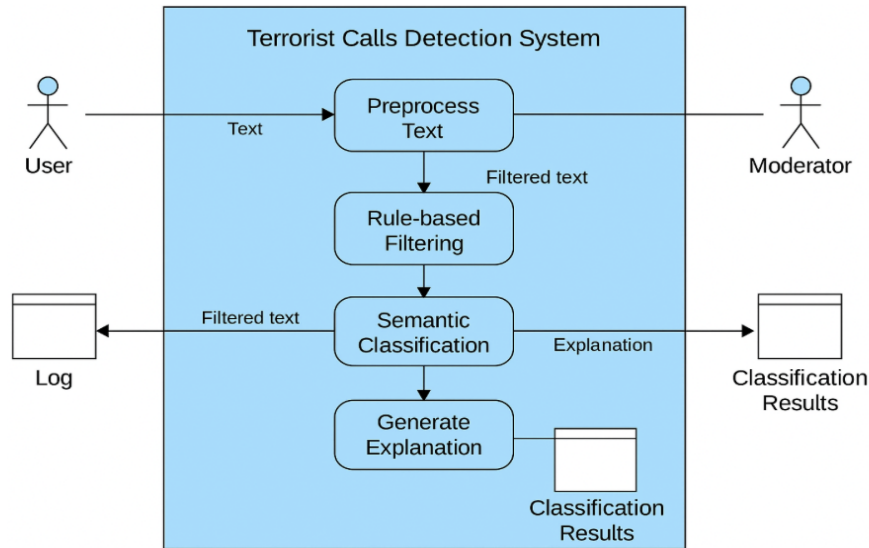 Terrorist Calls Detection System
Preprocess
Text
Text
User
Moderator
Filtered text
Rule-based
Filtering
Filtered text
Semantic
Classification
Explanation
Log
Classification
Results
Generate
Explanation
Classification
Results